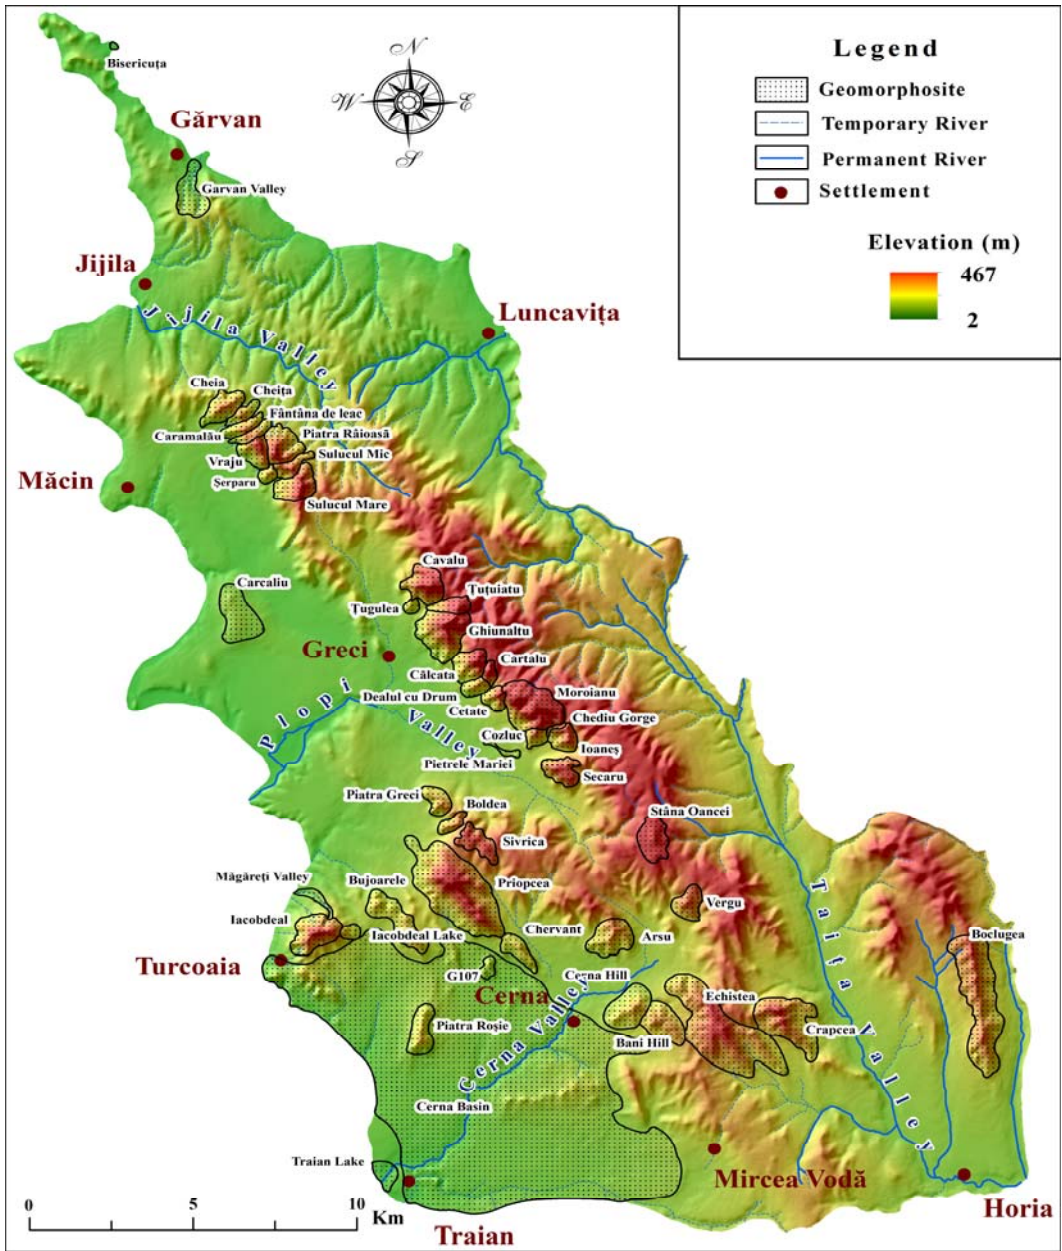 Bisericuța
N
W
E
S
Legend
Geomorphosite
Temporary River
Permanent River
Settlement
Elevation (m)
467
2
Gărvan
Garvan Valley
Jijila
Jijila Valley
Luncavița
Cheia
Cheița
Fântâna de leac
Caramalău
Piatra Râioasă
Vraju
Sulucul Mic
Șerparu
Sulucul Mare
Măcin
Cavalu
Țuțuiatu
Carcaliu
Țugulea
Ghiunaltu
Greci
Cartalu
Câlcata
Dealul cu Drum
Moroianu
Cetate
Chediu Gorge
Plopi Valley
Cozluc
Ioaneș
Pietrele Mariei
Secaru
Piatra Greci
Boldea
Stâna Oancei
Sivrica
Măgăreți Valley
Bujoarele
Priopcea
Iacobdeal
Vergu
Chervant
Iacobdeal Lake
Arsu
Taița Valley
Boclugea
Turcoaia
G107
Cerna Hill
Cerna
Echistea
Piatra Roșie
Crapcea
Bani Hill
Cerna Valley
Cerna Basin
Traian Lake
Mircea Vodă
Horia
0
5
10
Km
Traian